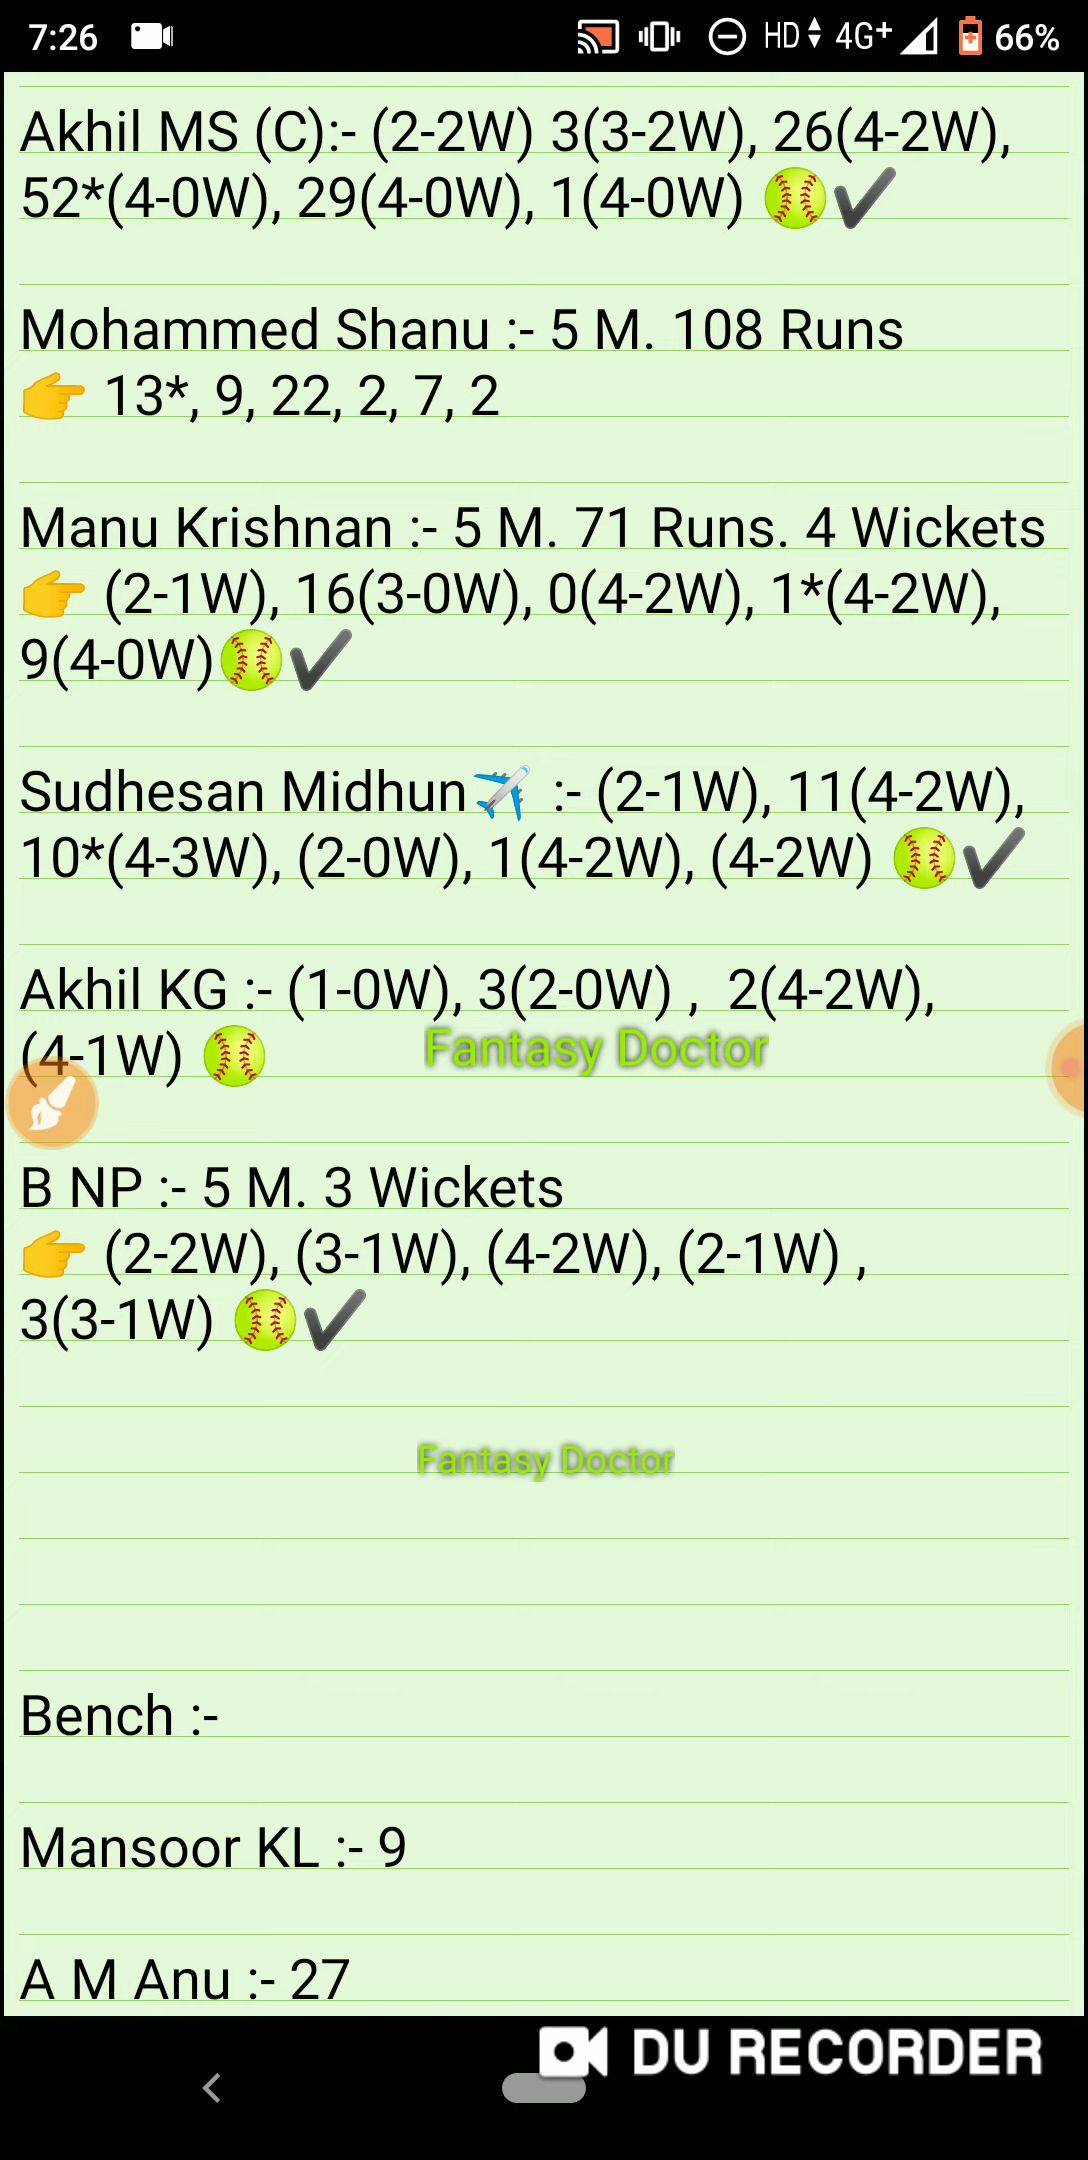 7:26 HD 4G+ 66%
Akhil MS (C):- (2-2W) 3(3-2W), 26(4-2W),
52*(4-0W), 29(4-0W), 1(4-0W) 🥎✔
Mohammed Shanu :- 5 M. 108 Runs
👉 13*, 9, 22, 2, 7, 2
Manu Krishnan :- 5 M. 71 Runs. 4 Wickets
👉 (2-1W), 16(3-0W), 0(4-2W), 1*(4-2W),
9(4-0W)🥎✔
Sudhesan Midhun✈ :- (2-1W), 11(4-2W),
10*(4-3W), (2-0W), 1(4-2W), (4-2W) 🥎✔
Akhil KG :- (1-0W), 3(2-0W) , 2(4-2W),
(4-1W) 🥎
Fantasy Doctor
B NP :- 5 M. 3 Wickets
👉 (2-2W), (3-1W), (4-2W), (2-1W) ,
3(3-1W) 🥎✔
Fantasy Doctor
Bench :-
Mansoor KL :- 9
A M Anu :- 27
DU RECORDER